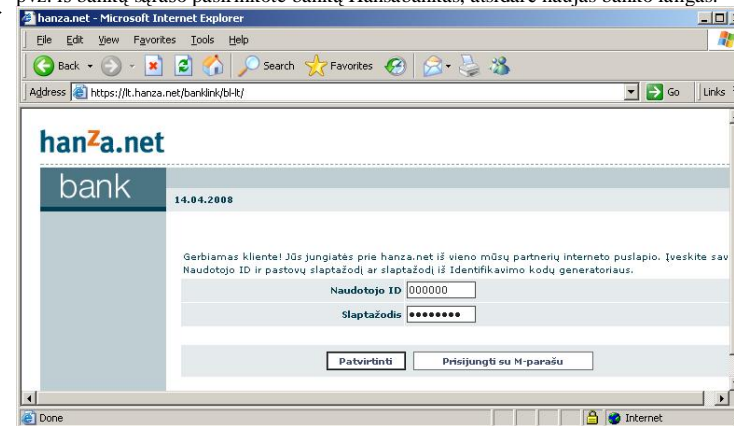 pvz. iš bankų sąrašo pasirinkote banką Hansabankas, atsidarė naujas banko langas:
hanza.net - Microsoft Internet Explorer
File Edit View Favorites Tools Help
Back Search Favorites
Address https://lt.hanza.net/banklink/bl-lt/ Go Links
hanza.net
bank
14.04.2008
Gerbiamas kliente! Jūs jungiatės prie hanza.net iš vieno mūsų partnerių interneto puslapio. Įveskite sav
Naudotojo ID ir pastovų slaptažodį ar slaptažodį iš Identifikavimo kodų generatoriaus.
Naudotojo ID 000000
Slaptažodis ••••••••
Patvirtinti Prisijungti su M-parašu
Done Internet